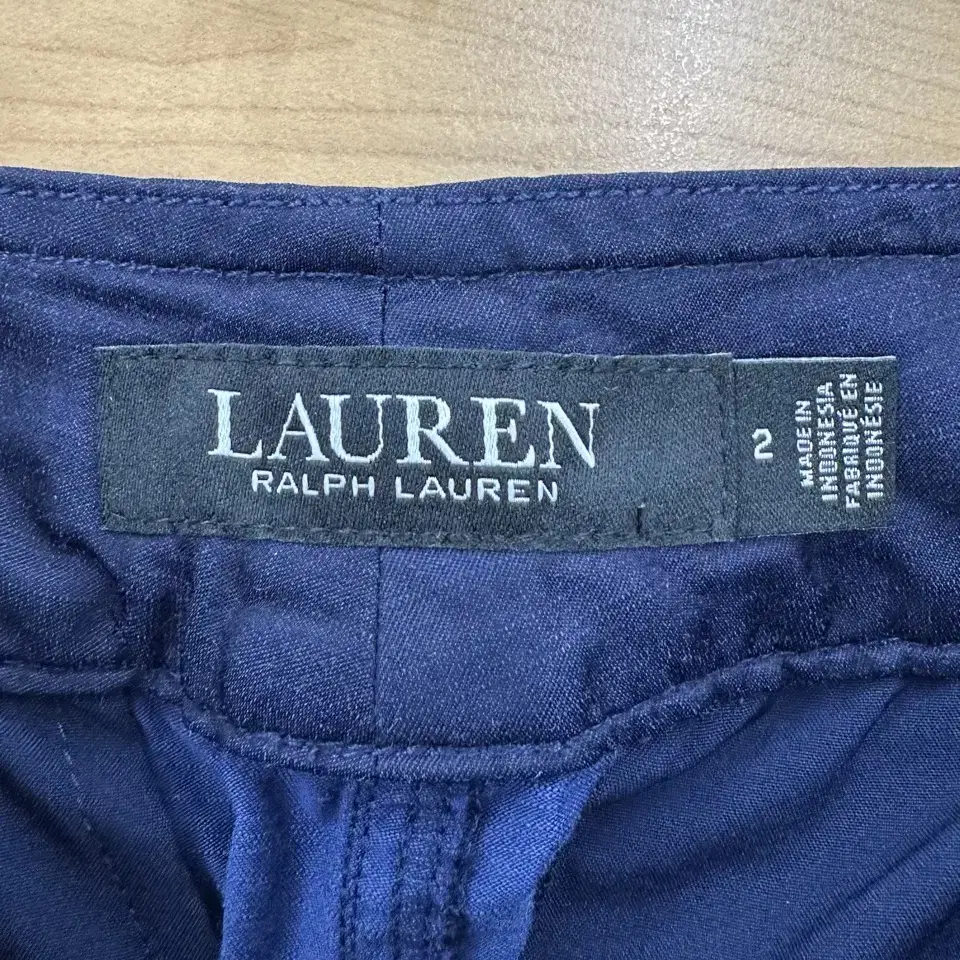 LAUREN
RALPH LAUREN
2
MADE IN
INDONESIA
FABRIQUÉ EN
INDONÉSIE